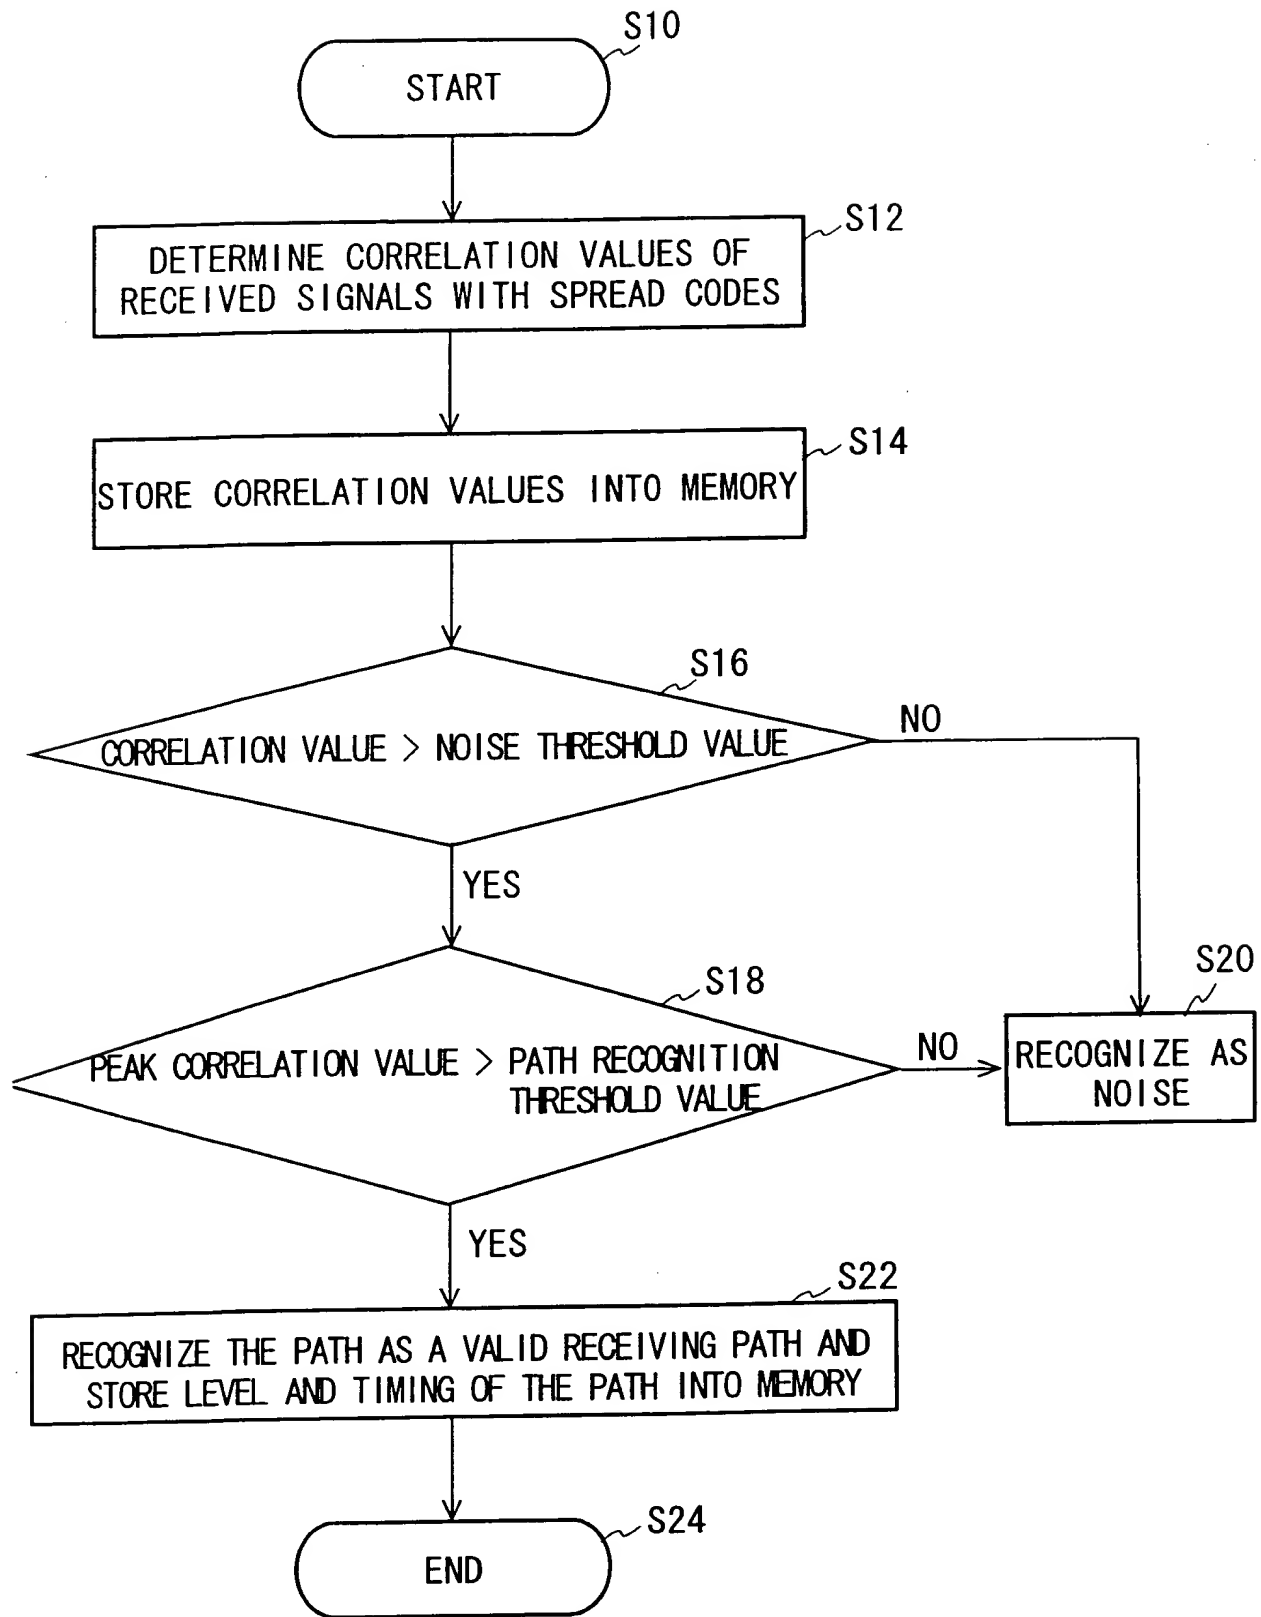 S10
START
S12
DETERMINE CORRELATION VALUES OF
RECEIVED SIGNALS WITH SPREAD CODES
S14
STORE CORRELATION VALUES INTO MEMORY
S16
CORRELATION VALUE > NOISE THRESHOLD VALUE
NO
YES
S18
PEAK CORRELATION VALUE > PATH RECOGNITION
THRESHOLD VALUE
NO
S20
RECOGNIZE AS
NOISE
YES
S22
RECOGNIZE THE PATH AS A VALID RECEIVING PATH AND
STORE LEVEL AND TIMING OF THE PATH INTO MEMORY
S24
END